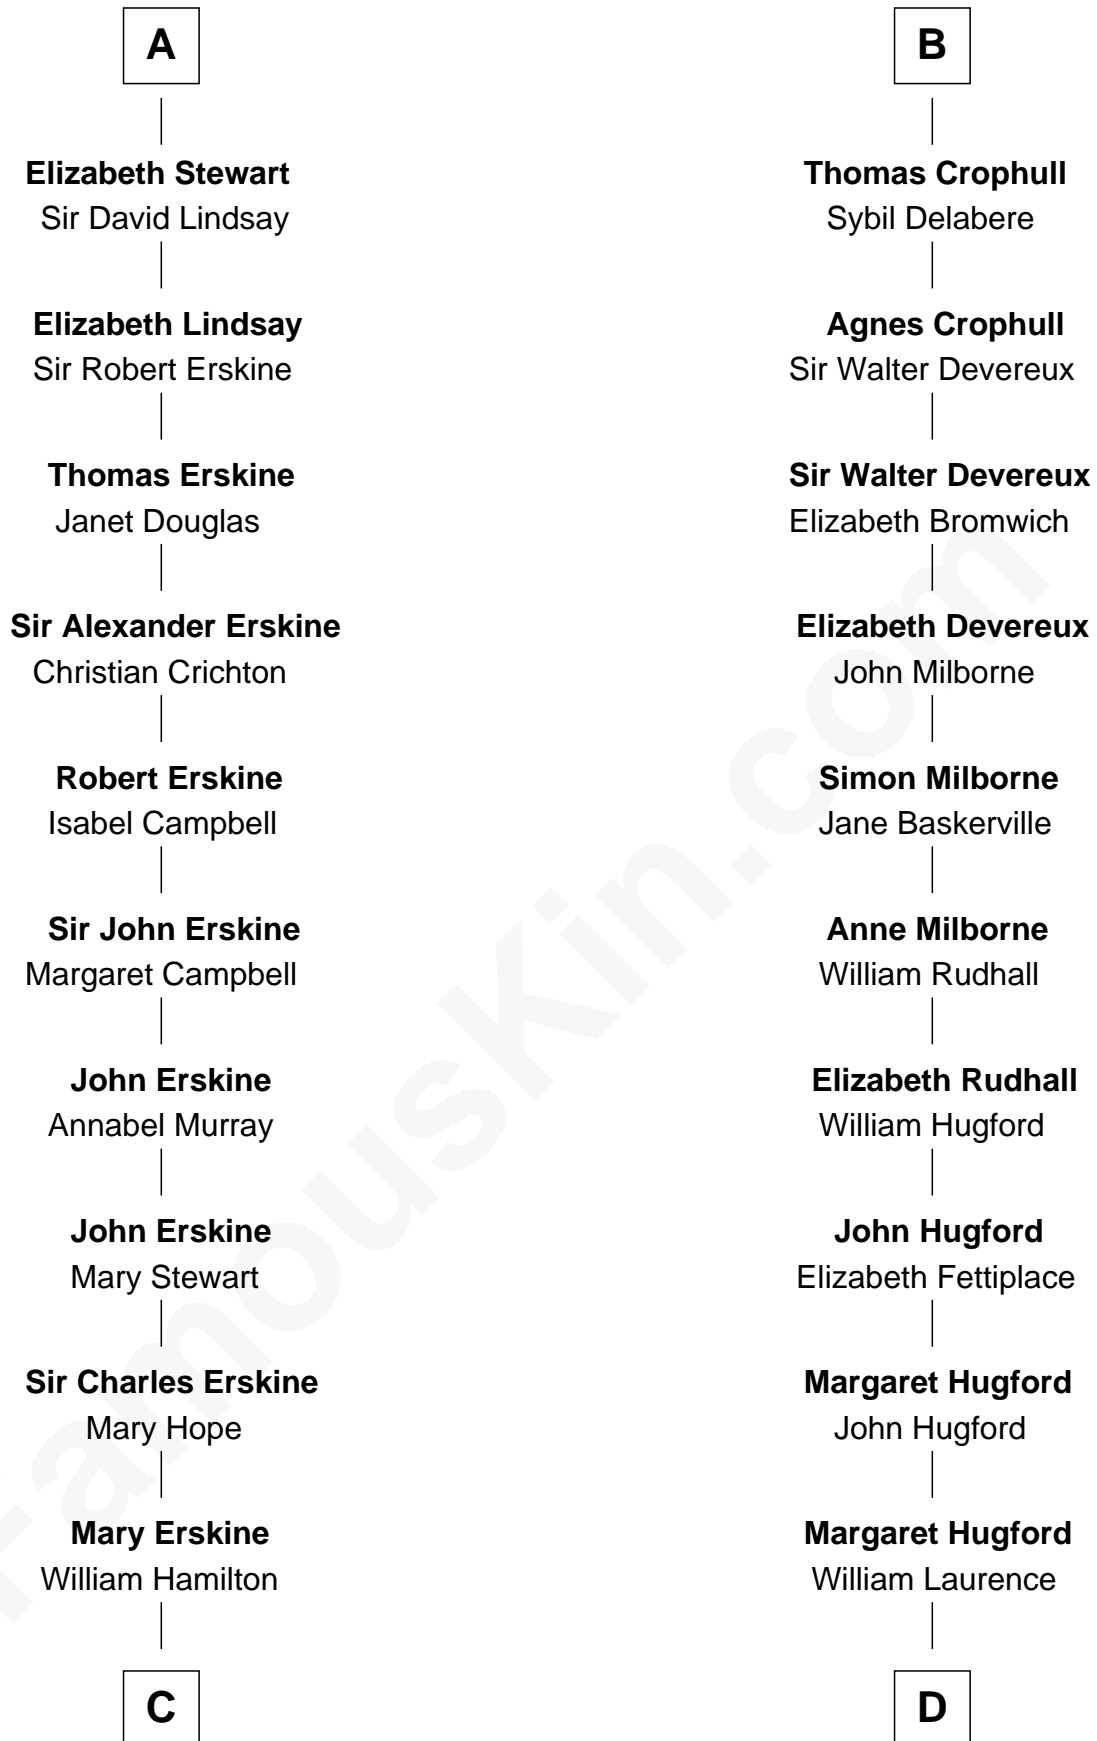 A
Elizabeth Stewart
Sir David Lindsay
Elizabeth Lindsay
Sir Robert Erskine
Thomas Erskine
Janet Douglas
Sir Alexander Erskine
Christian Crichton
Robert Erskine
Isabel Campbell
Sir John Erskine
Margaret Campbell
John Erskine
Annabel Murray
John Erskine
Mary Stewart
Sir Charles Erskine
Mary Hope
Mary Erskine
William Hamilton
C
B
Thomas Crophull
Sybil Delabere
Agnes Crophull
Sir Walter Devereux
Sir Walter Devereux
Elizabeth Bromwich
Elizabeth Devereux
John Milborne
Simon Milborne
Jane Baskerville
Anne Milborne
William Rudhall
Elizabeth Rudhall
William Hugford
John Hugford
Elizabeth Fettiplace
Margaret Hugford
John Hugford
Margaret Hugford
William Laurence
D
FamousKin.com